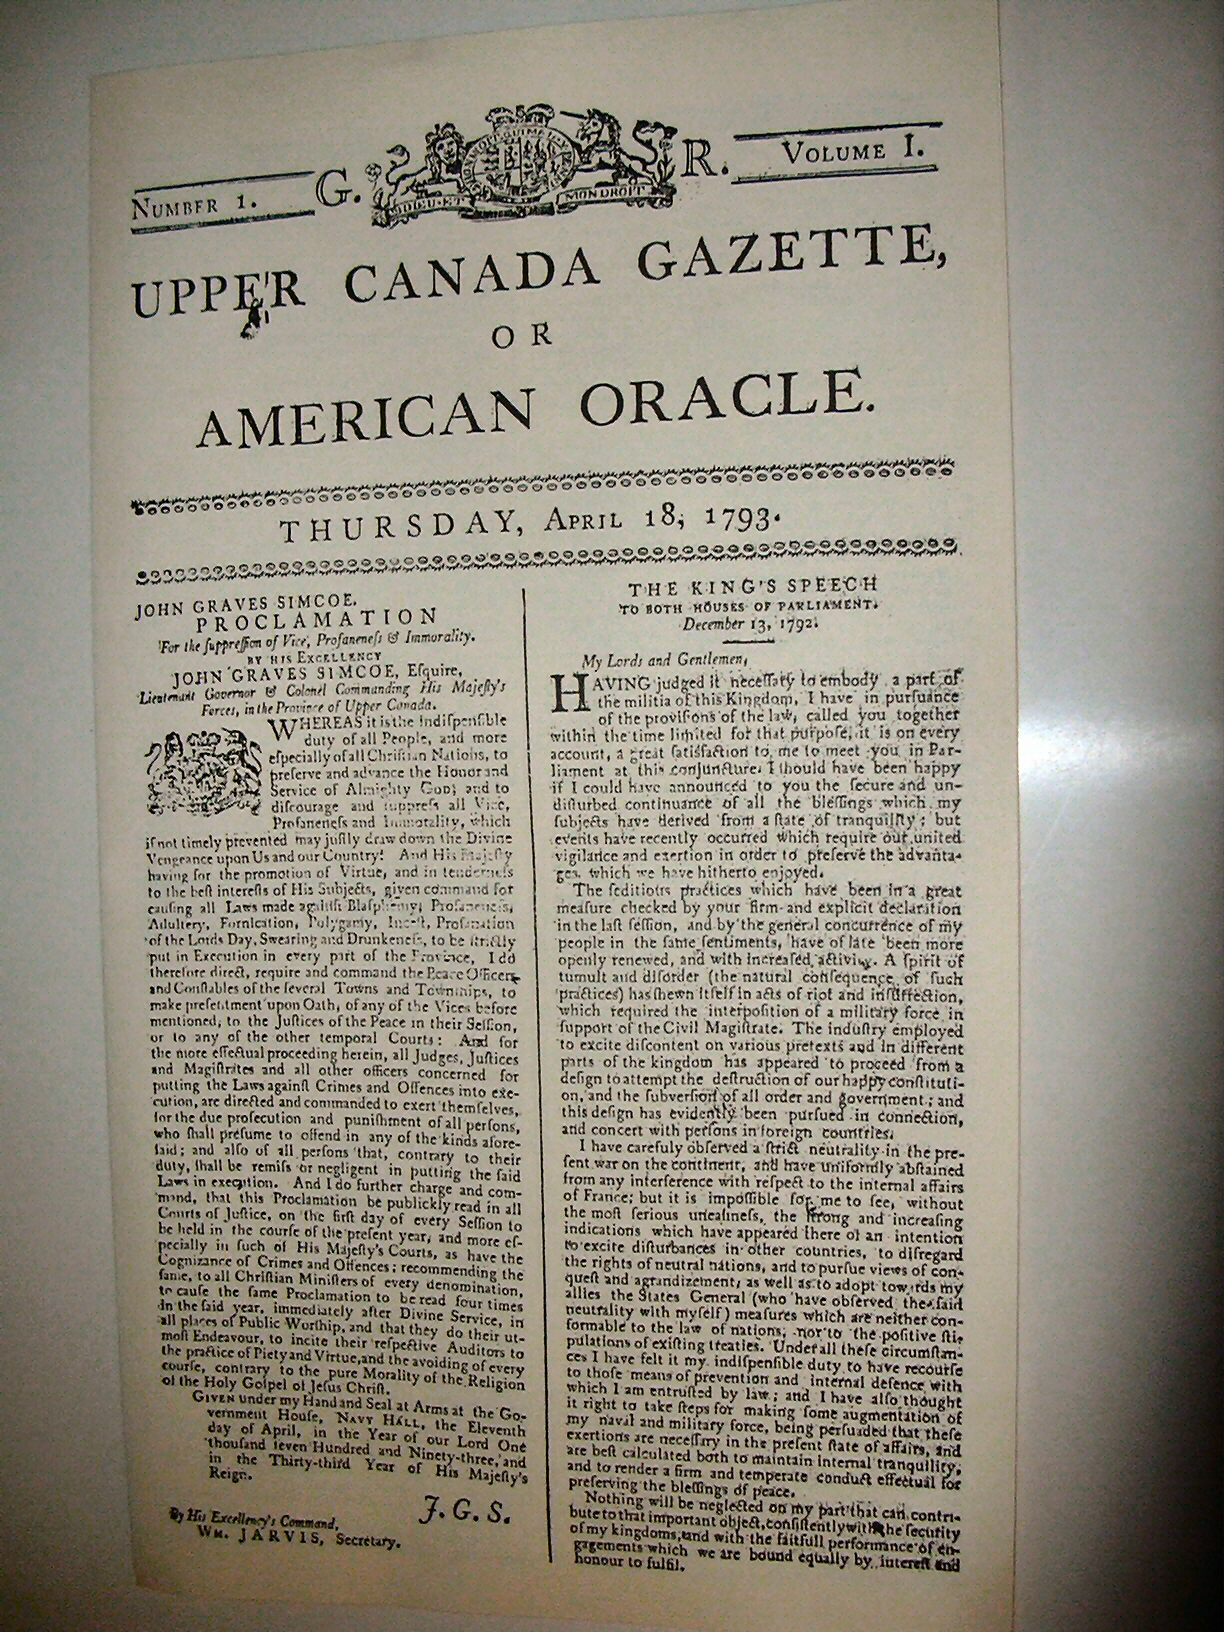 NUMBER 1.
G.
R.
VOLUME I.
DIEU·ET
MON DROIT
UPPER CANADA GAZETTE,
OR
AMERICAN ORACLE.
THURSDAY, APRIL 18, 1793.
JOHN GRAVES SIMCOE.
PROCLAMATION
For the ſuppreſſion of Vice, Profaneneſs & Immorality.
BY HIS EXCELLENCY
JOHN GRAVES SIMCOE, Eſquire,
Lieutenant Governor & Colonel Commanding His Majeſty's
Forces, in the Province of Upper Canada.
WHEREAS it is the indiſpenſible
duty of all People, and more
eſpecially of all Chriſtian Nations, to
preſerve and advance the Honor and
Service of Almighty GOD; and to
diſcourage and ſuppreſs all Vice,
Profaneneſs and Immorality, which
if not timely prevented may juſtly draw down the Divine
Vengeance upon Us and our Country: And His Majeſty
having for the promotion of Virtue, and in tenderneſs
to the beſt intereſts of His Subjects, given command for
cauſing all Laws made againſt Blaſphemy, Profaneneſs,
Adultery, Fornication, Polygamy, Inceſt, Profanation
of the Lords Day, Swearing and Drunkeneſs, to be ſtrictly
put in Execution in every part of the Province, I do
therefore direct, require and command the Peace Officers
and Conſtables of the ſeveral Towns and Townſhips, to
make preſentment upon Oath, of any of the Vices before
mentioned, to the Juſtices of the Peace in their Seſſion,
or to any of the other temporal Courts: And for
the more effectual proceeding herein, all Judges, Juſtices
and Magiſtrates and all other officers concerned for
putting the Laws againſt Crimes and Offences into exe-
cution, are directed and commanded to exert themſelves,
for the due proſecution and puniſhment of all perſons,
who ſhall preſume to offend in any of the kinds afore-
ſaid; and alſo of all perſons that, contrary to their
duty, ſhall be remiſs or negligent in putting the ſaid
Laws in execution. And I do further charge and com-
mand, that this Proclamation be publickly read in all
Courts of Juſtice, on the firſt day of every Seſſion to
be held in the courſe of the preſent year, and more eſ-
pecially in ſuch of His Majeſty's Courts, as have the
Cognizance of Crimes and Offences; recommending the
ſame, to all Chriſtian Miniſters of every denomination,
to cauſe the ſame Proclamation to be read four times
in the ſaid year, immediately after Divine Service, in
all places of Public Worſhip, and that they do their ut-
moſt Endeavour, to incite their reſpective Auditors to
the practice of Piety and Virtue, and the avoiding of every
courſe, contrary to the pure Morality of the Religion
of the Holy Goſpel of Jeſus Chriſt.
GIVEN under my Hand and Seal at Arms at the Go-
vernment Houſe, NAVY HALL, the Eleventh
day of April, in the Year of our Lord One
thouſand ſeven Hundred and Ninety-three, and
in the Thirty-third Year of His Majeſty's
Reign.
J. G. S.
By His Excellency's Command,
WM. JARVIS, Secretary.
THE KING'S SPEECH
TO BOTH HOUSES OF PARLIAMENT.
December 13, 1792.
My Lords and Gentlemen,
HAVING judged it neceſſary to embody a part of
the militia of this Kingdom, I have in purſuance
of the proviſions of the law, called you together
within the time limited for that purpoſe, it is on every
account, a great ſatisfaction to me to meet you in Par-
liament at this conjuncture. I ſhould have been happy
if I could have announced to you the ſecure and un-
diſturbed continuance of all the bleſſings which my
ſubjects have derived from a ſtate of tranquility; but
events have recently occurred which require our united
vigilance and exertion in order to preſerve the advanta-
ges which we have hitherto enjoyed.
The ſeditious practices which have been in a great
meaſure checked by your firm and explicit declaration
in the laſt ſeſſion, and by the general concurrence of my
people in the ſame ſentiments, have of late been more
openly renewed, and with increaſed activity. A ſpirit of
tumult and diſorder (the natural conſequence of ſuch
practices) has ſhewn itſelf in acts of riot and inſurrection,
which required the interpoſition of a military force in
ſupport of the Civil Magiſtrate. The induſtry employed
to excite diſcontent on various pretexts and in different
parts of the kingdom has appeared to proceed from a
deſign to attempt the deſtruction of our happy conſtituti-
on, and the ſubverſion of all order and government; and
this deſign has evidently been purſued in connection,
and concert with perſons in foreign countries.
I have carefuly obſerved a ſtrict neutrality in the pre-
ſent war on the continent, and have uniformly abſtained
from any interference with reſpect to the internal affairs
of France; but it is impoſſible for me to ſee, without
the moſt ſerious uneaſineſs, the ſtrong and increaſing
indications which have appeared there of an intention
to excite diſturbances in other countries, to diſregard
the rights of neutral nations, and to purſue views of con-
queſt and agrandizement, as well as to adopt towards my
allies the States General (who have obſerved the ſaid
neutrality with myſelf) meaſures which are neither con-
formable to the law of nations, nor to the poſitive ſti-
pulations of exiſting treaties. Under all theſe circumſtan-
ces I have felt it my indiſpenſible duty to have recourſe
to thoſe means of prevention and internal defence with
which I am entruſted by law; and I have alſo thought
it right to take ſteps for making ſome augmentation of
my naval and military force, being perſuaded that theſe
exertions are neceſſary in the preſent ſtate of affairs, and
are beſt calculated both to maintain internal tranquility,
and to render a firm and temperate conduct effectual for
preſerving the bleſſings of peace.
Nothing will be neglected on my part that can contri-
bute to that important object, conſiſtently with the ſecurity
of my kingdoms, and with the faitfull performance of en-
gagements which we are bound equally by intereſt and
honour to fulfil.